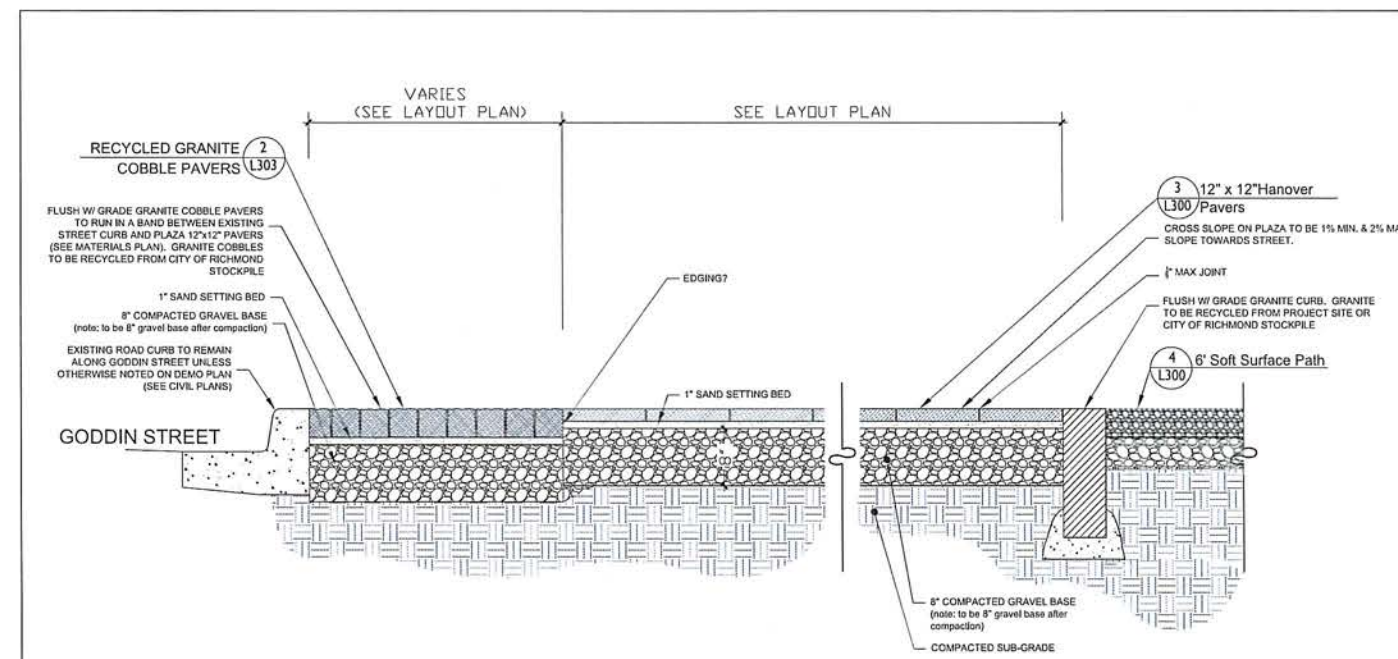 VARIES
(SEE LAYOUT PLAN)
SEE LAYOUT PLAN
RECYCLED GRANITE
COBBLE PAVERS
2
L303
FLUSH W/ GRADE GRANITE COBBLE PAVERS
TO RUN IN A BAND BETWEEN EXISTING
STREET CURB AND PLAZA 12"x12" PAVERS
(SEE MATERIALS PLAN). GRANITE COBBLES
TO BE RECYCLED FROM CITY OF RICHMOND
STOCKPILE
1" SAND SETTING BED
8" COMPACTED GRAVEL BASE
(note: to be 8" gravel base after compaction)
EXISTING ROAD CURB TO REMAIN
ALONG GODDIN STREET UNLESS
OTHERWISE NOTED ON DEMO PLAN
(SEE CIVIL PLANS)
GODDIN STREET
EDGING?
1" SAND SETTING BED
3
L300
12" x 12"Hanover
Pavers
CROSS SLOPE ON PLAZA TO BE 1% MIN. & 2% MA
SLOPE TOWARDS STREET.
MAX JOINT
FLUSH W/ GRADE GRANITE CURB. GRANITE
TO BE RECYCLED FROM PROJECT SITE OR
CITY OF RICHMOND STOCKPILE
4
L300
6' Soft Surface Path
8" COMPACTED GRAVEL BASE
(note: to be 8" gravel base after
compaction)
COMPACTED SUB-GRADE